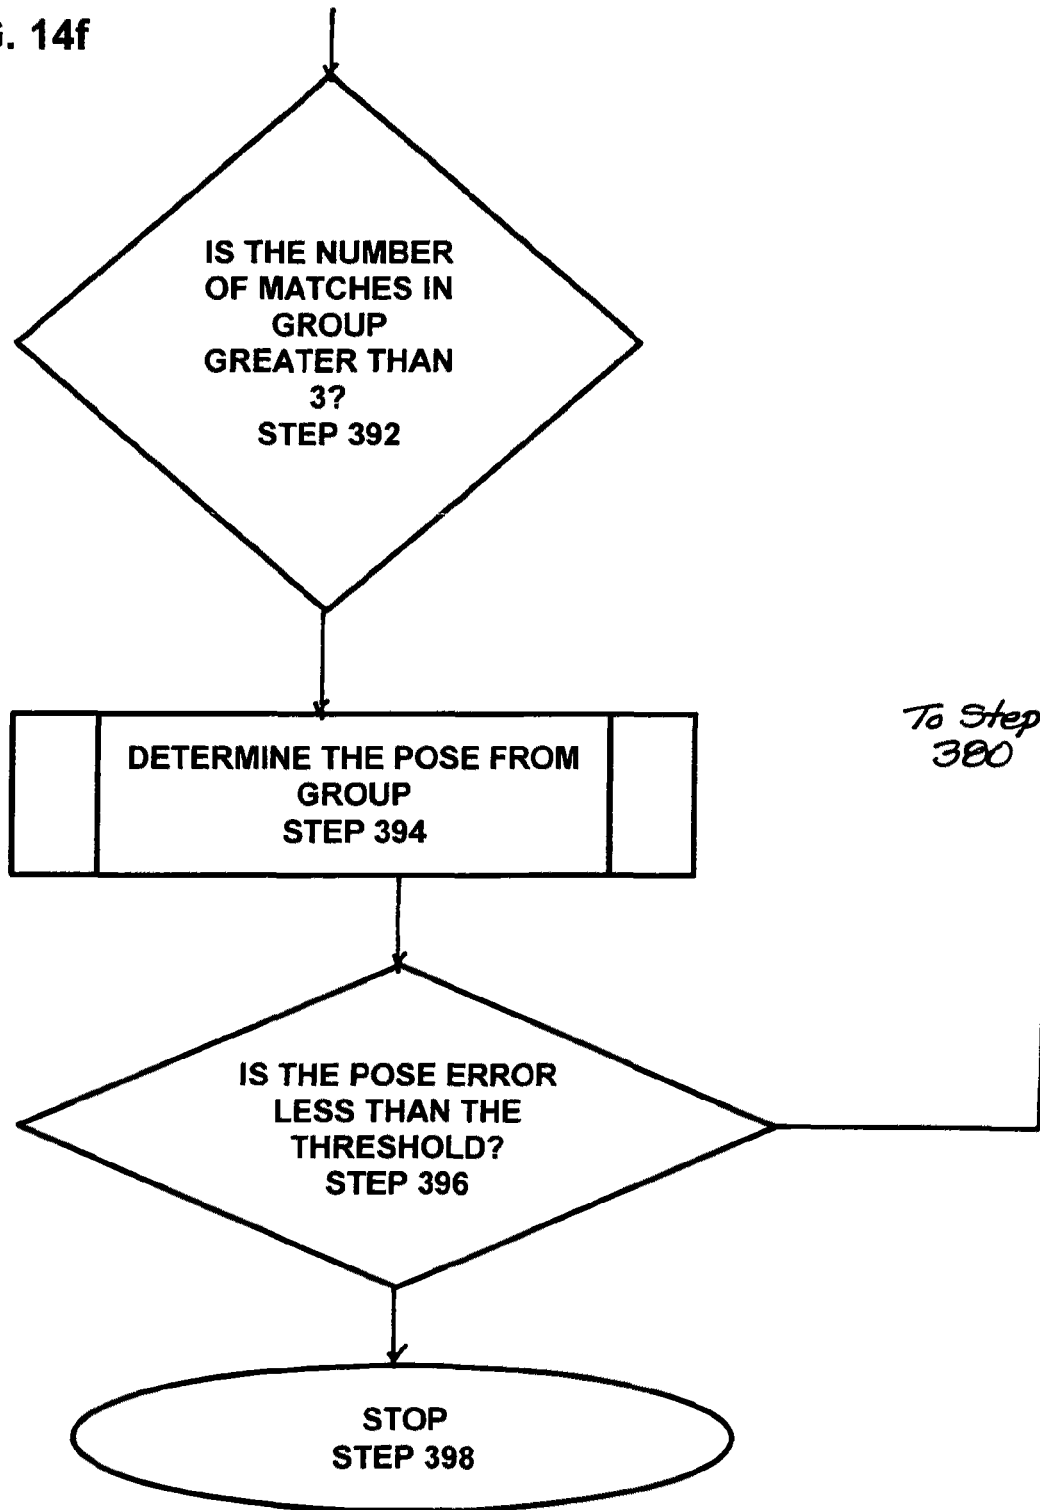 . 14f
IS THE NUMBER
OF MATCHES IN
GROUP
GREATER THAN
3?
STEP 392
DETERMINE THE POSE FROM
GROUP
STEP 394
To Step
380
IS THE POSE ERROR
LESS THAN THE
THRESHOLD?
STEP 396
STOP
STEP 398